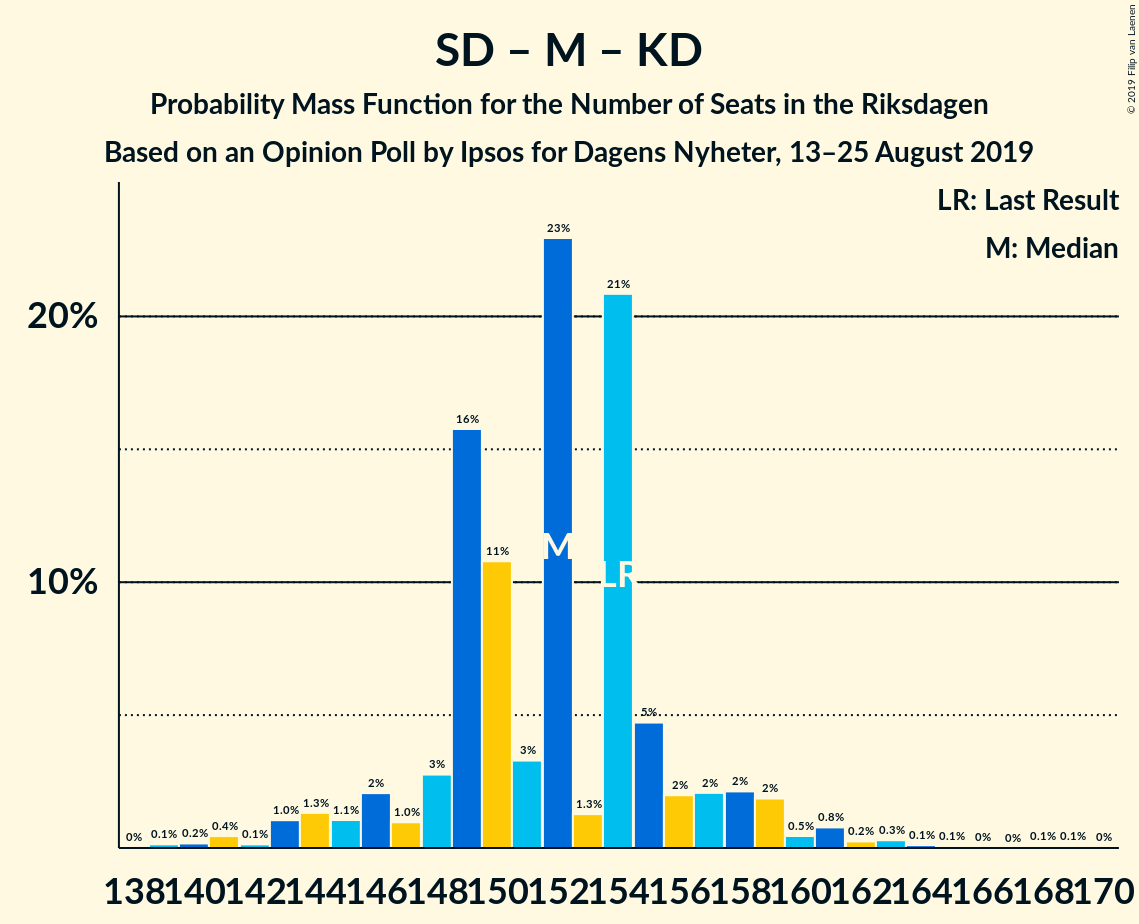 SD – M – KD
Probability Mass Function for the Number of Seats in the Riksdagen
Based on an Opinion Poll by Ipsos for Dagens Nyheter, 13–25 August 2019
© 2019 Filip van Laenen
LR: Last Result
M: Median
20%
10%
0% 0.1% 0.2% 0.4% 0.1% 1.0% 1.3% 1.1% 2% 1.0% 3% 16% 11% 3% 23% 1.3% 21% 5% 2% 2% 2% 2% 0.5% 0.8% 0.2% 0.3% 0.1% 0.1% 0% 0% 0.1% 0.1% 0%
M
LR
138 140 142 144 146 148 150 152 154 156 158 160 162 164 166 168 170